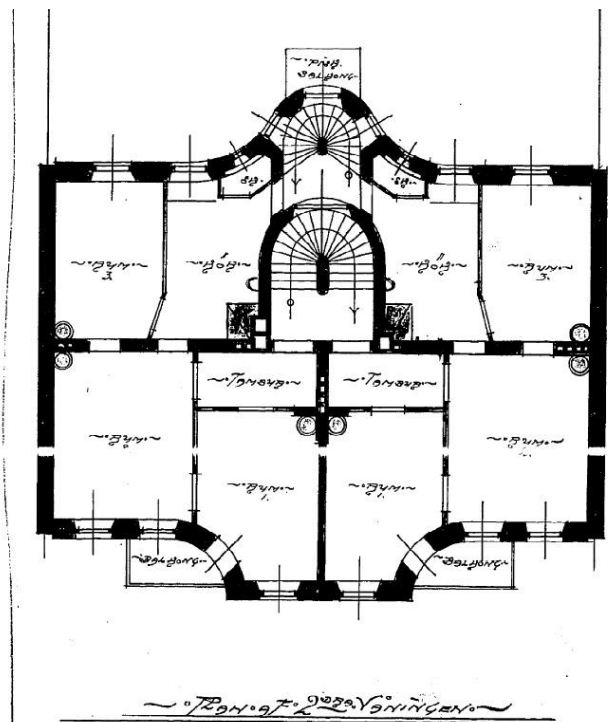 PISK
BALKONG
RUM.
3.
KÖK.
KÖK.
RUM.
3.
TAMBUR.
TAMBUR.
RUM.
RUM.
1.
RUM.
1.
RUM.
BALKONG.
BALKONG.
PLAN AF 2DRA VÅNINGEN.